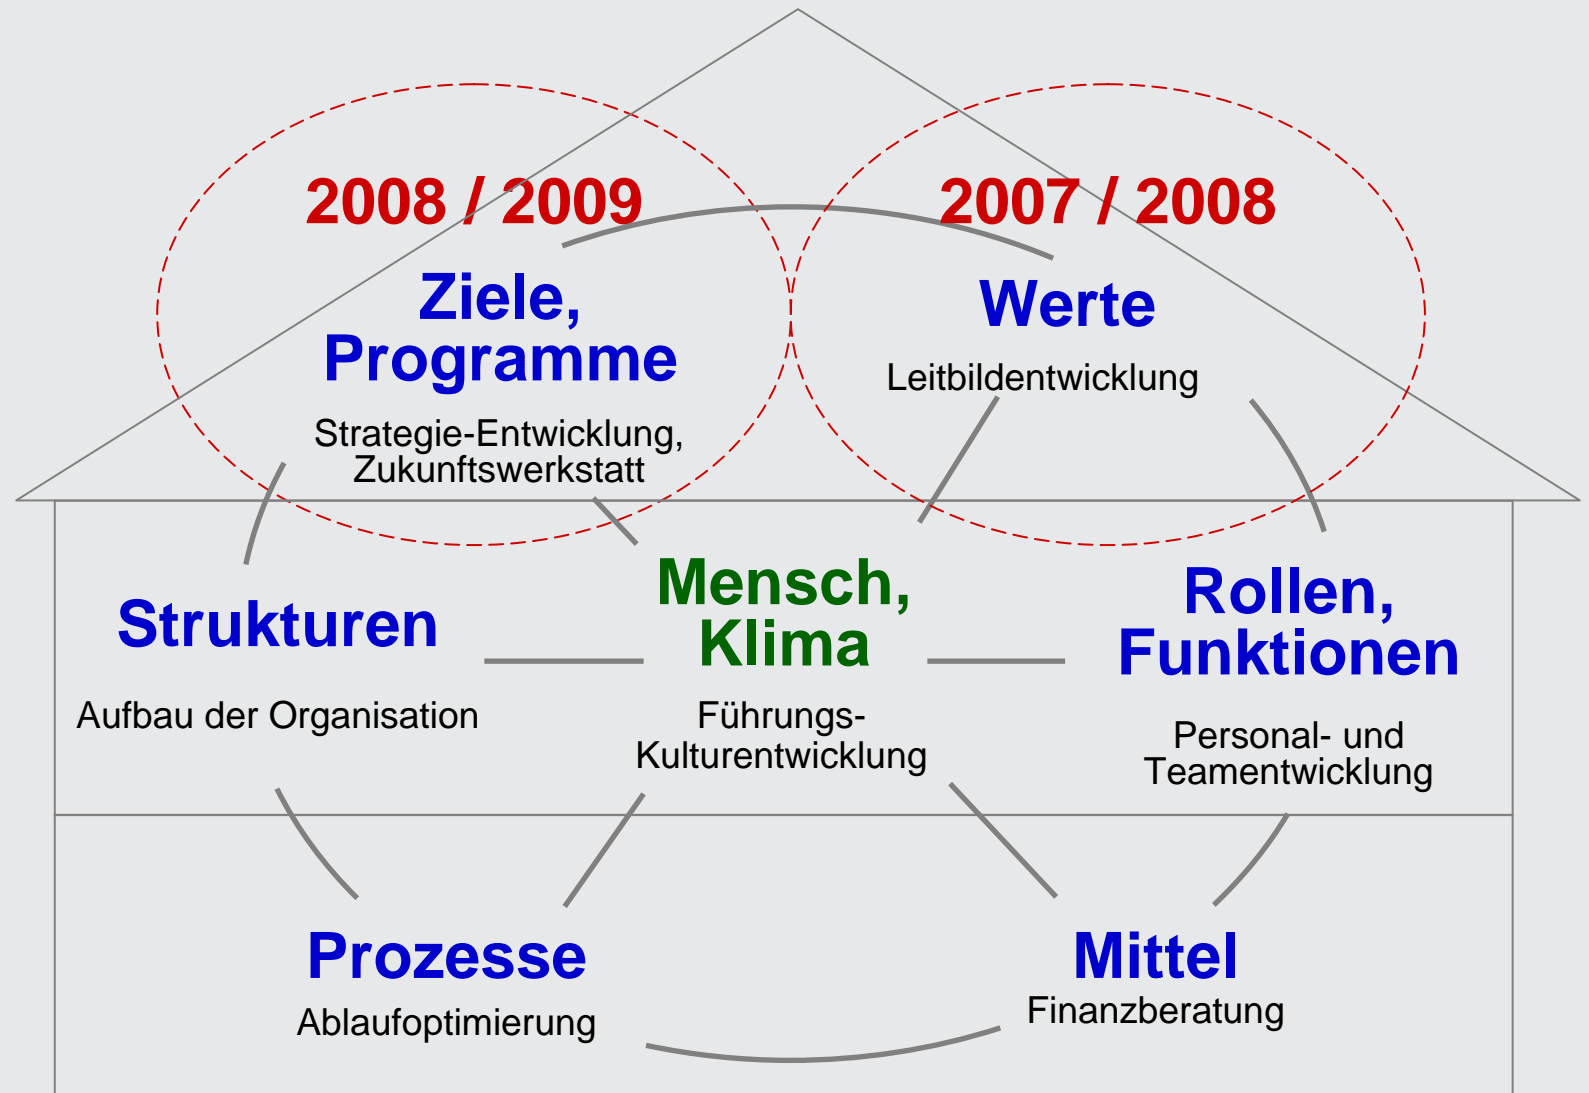 2008 / 2009
2007 / 2008
Ziele,
Programme
Strategie-Entwicklung,
Zukunftswerkstatt
Werte
Leitbildentwicklung
Strukturen
Aufbau der Organisation
Mensch,
Klima
Führungs-
Kulturentwicklung
Rollen,
Funktionen
Personal- und
Teamentwicklung
Prozesse
Ablaufoptimierung
Mittel
Finanzberatung